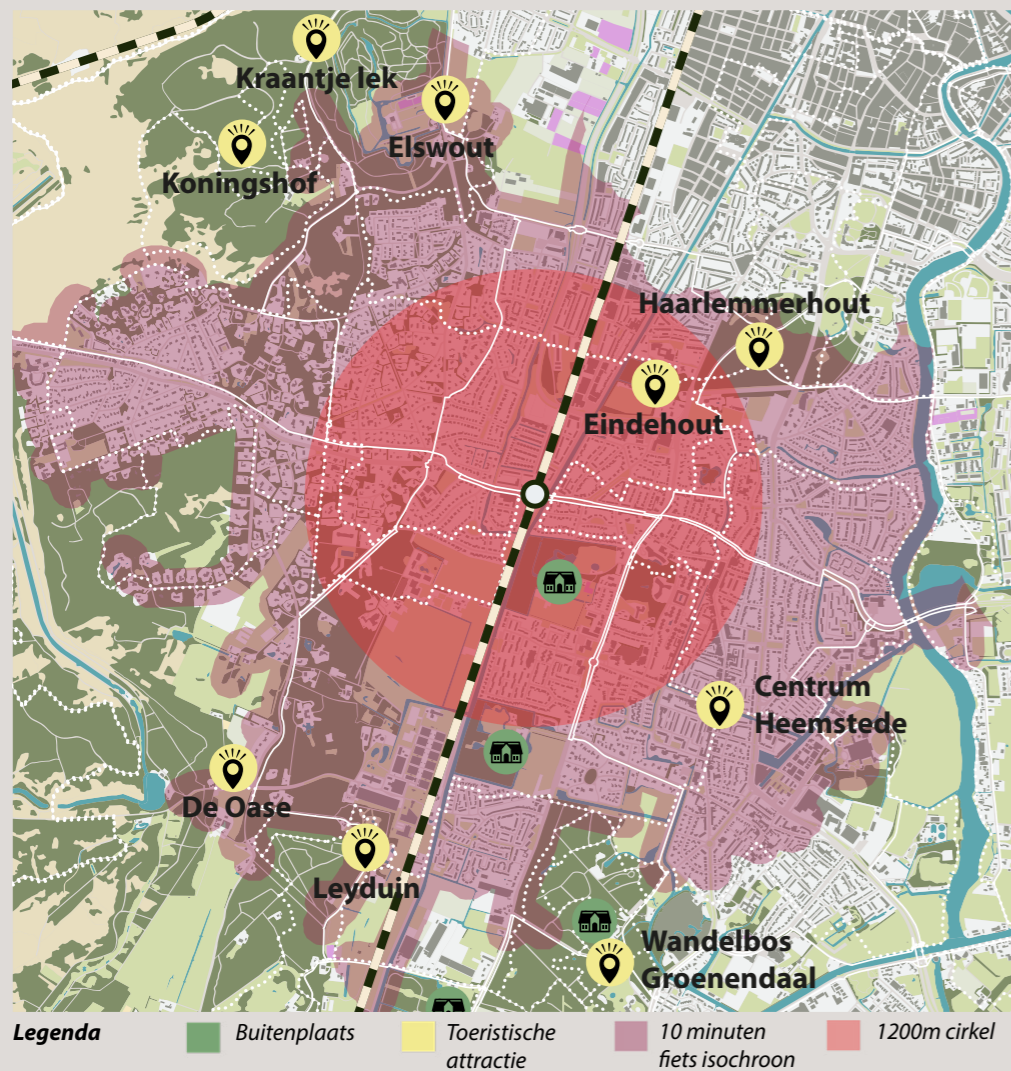 Kraantje lek
Elswout
Koningshof
Haarlemmerhout
Eindehout
Centrum
Heemstede
De Oase
Leyduin
Wandelbos
Groenendaal
Legenda
Buitenplaats
Toeristische
attractie
10 minuten
fiets isochroon
1200m cirkel